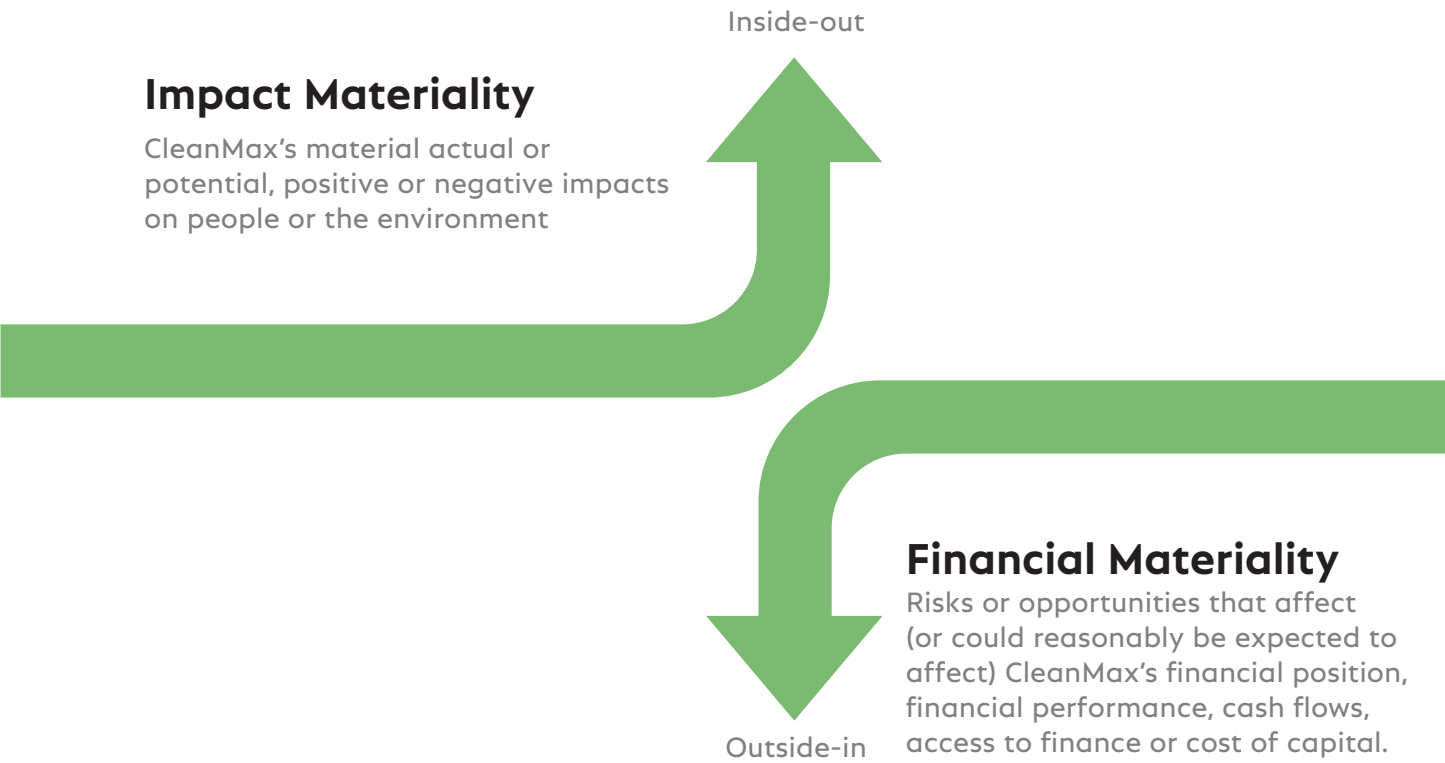 Inside-out
Impact Materiality
CleanMax’s material actual or
potential, positive or negative impacts
on people or the environment
Financial Materiality
Risks or opportunities that affect
(or could reasonably be expected to
affect) CleanMax’s financial position,
financial performance, cash flows,
access to finance or cost of capital.
Outside-in